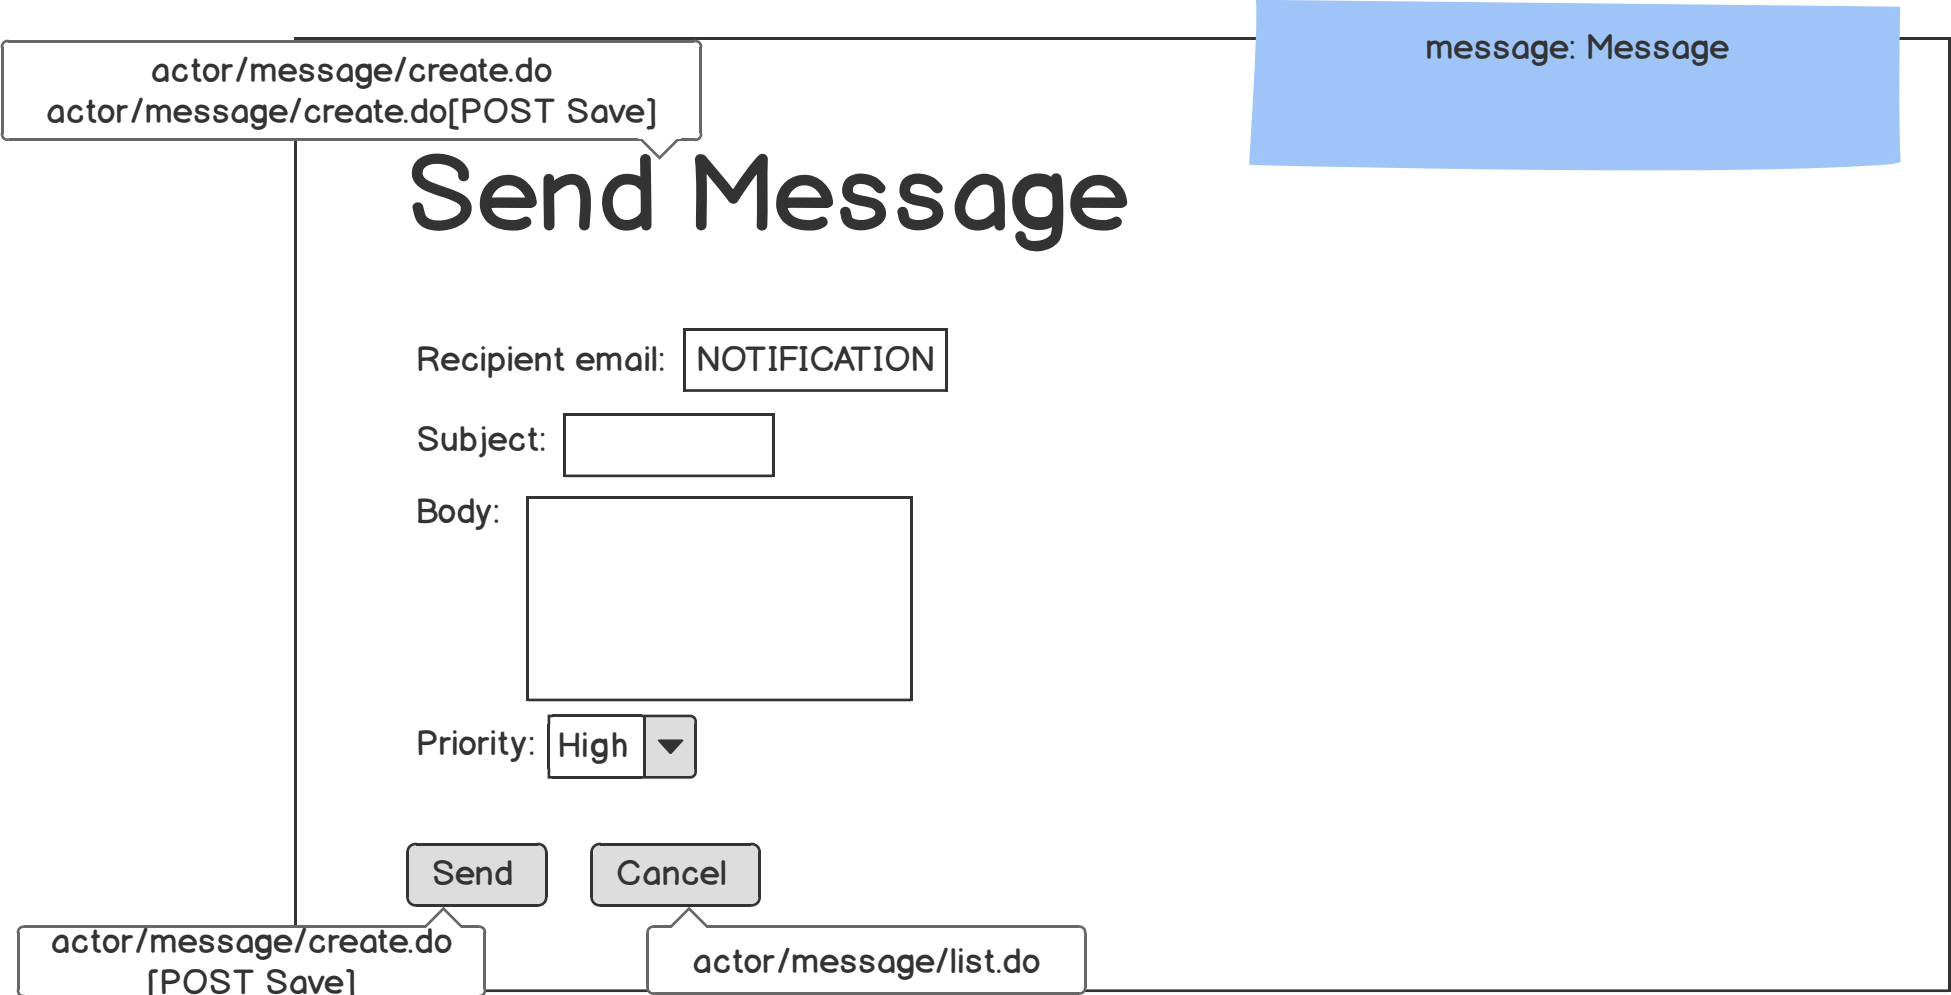 message: Message
actor/message/create.do
actor/message/create.do[POST Save]
Send Message
Recipient email: NOTIFICATION
Subject:
Body:
Priority: High
Send Cancel
actor/message/create.do
[POST Save]
actor/message/list.do